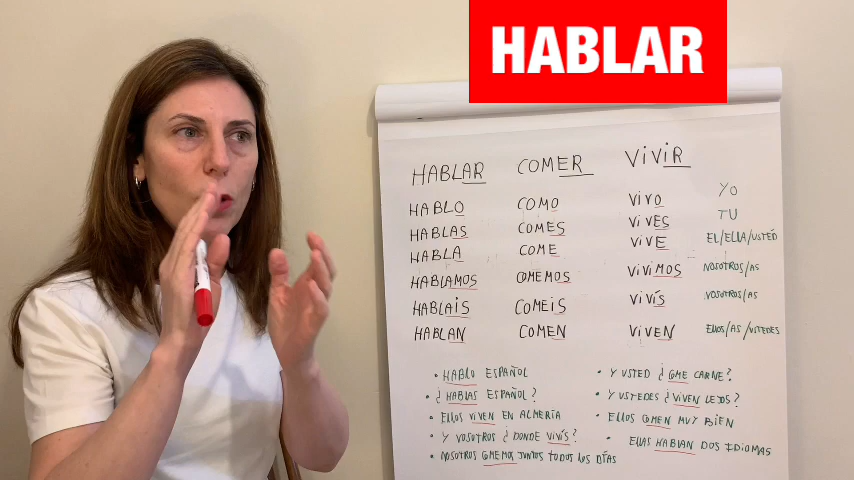 HABLAR
HABLAR COMER VIVIR
HABLO COMO VIVO YO
HABLAS COMES VIVES TU
HABLA COME VIVE EL/ELLA/USTED
HABLAMOS COMEMOS VIVIMOS NOSOTROS/AS
HABLAIS COMEIS VIVÍS VOSOTROS/AS
HABLAN COMEN VIVEN ELLOS/AS/USTEDES
• HABLO ESPAÑOL
• ¿HABLAS ESPAÑOL?
• ELLOS VIVEN EN ALMERIA
• Y VOSOTROS ¿DONDE VIVÍS?
• NOSOTROS COMEMOS JUNTOS TODOS LOS DÍAS
• Y USTED ¿COME CARNE?
• Y USTEDES ¿VIVEN LEJOS?
• ELLOS COMEN MUY BIEN
• ELLAS HABLAN DOS IDIOMAS